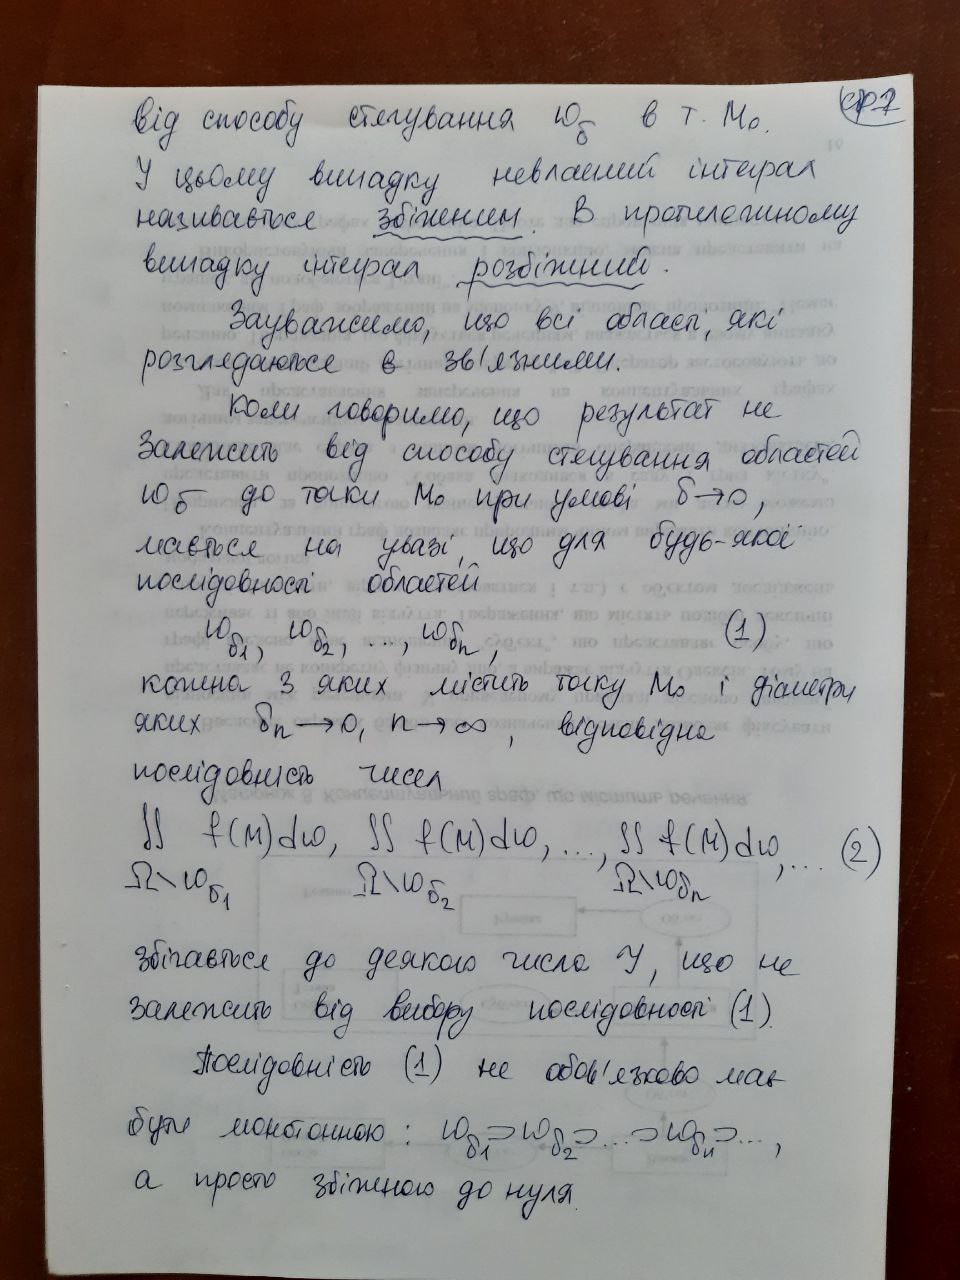 стр2
від способу стягування ω_δ в т. M₀.
У цьому випадку невласний інтеграл
називається збіжним. В протилежному
випадку інтеграл розбіжний.
Зауважимо, що всі області, які
розглядаються є зв'язними.
Коли говоримо, що результат не
залежить від способу стягування областей
ω_δ до точки M₀ при умові δ→0,
мається на увазі, що для будь-якої
послідовності областей
ω_δ₁, ω_δ₂, ..., ω_δₙ, (1)
кожна з яких містить точку M₀ і діаметри
яких δₙ→0, n→∞, відповідна
послідовність чисел
∬ f(M)dω, ∬ f(M)dω, ..., ∬ f(M)dω, ... (2)
Ω\ω_δ₁ Ω\ω_δ₂ Ω\ω_δₙ
збігається до деякого числа У, що не
залежить від вибору послідовності (1).
Послідовність (1) не обов'язково має
бути монотонною: ω_δ₁⊃ω_δ₂⊃...⊃ω_δₙ⊃...,
а просто збіжною до нуля.